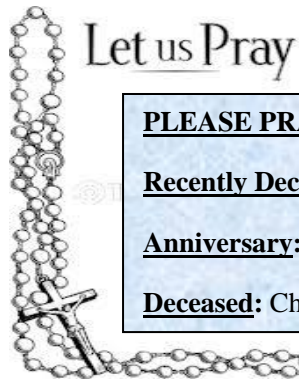 Let us Pray
PLEASE PRA
Recently Dec
Anniversary:
Deceased: Ch